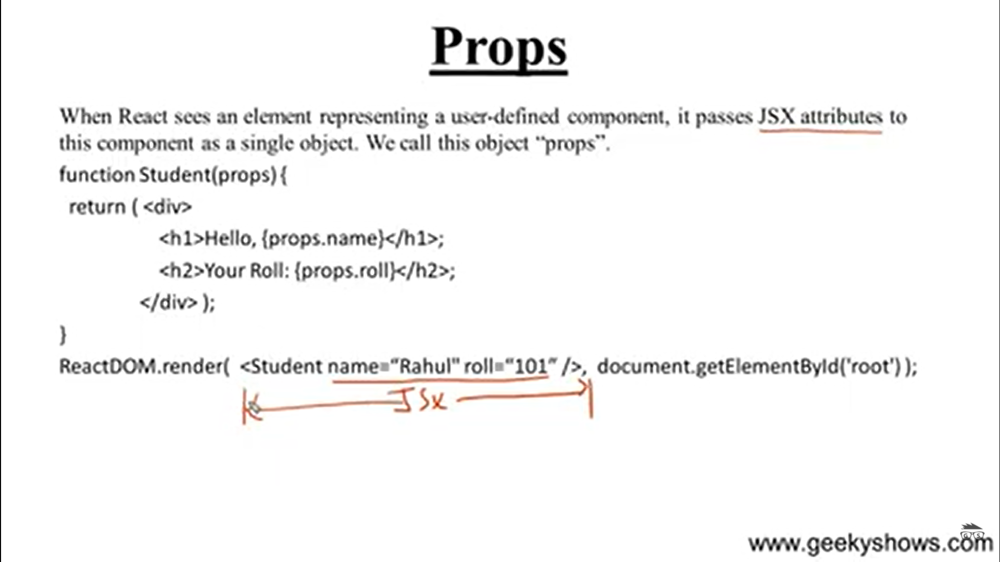 Props
When React sees an element representing a user-defined component, it passes JSX attributes to
this component as a single object. We call this object “props”.
function Student(props) {
return ( <div>
<h1>Hello, {props.name}</h1>;
<h2>Your Roll: {props.roll}</h2>;
</div> );
}
ReactDOM.render( <Student name=“Rahul" roll=“101” />, document.getElementById('root') );
JSX
GS
www.geekyshows.com